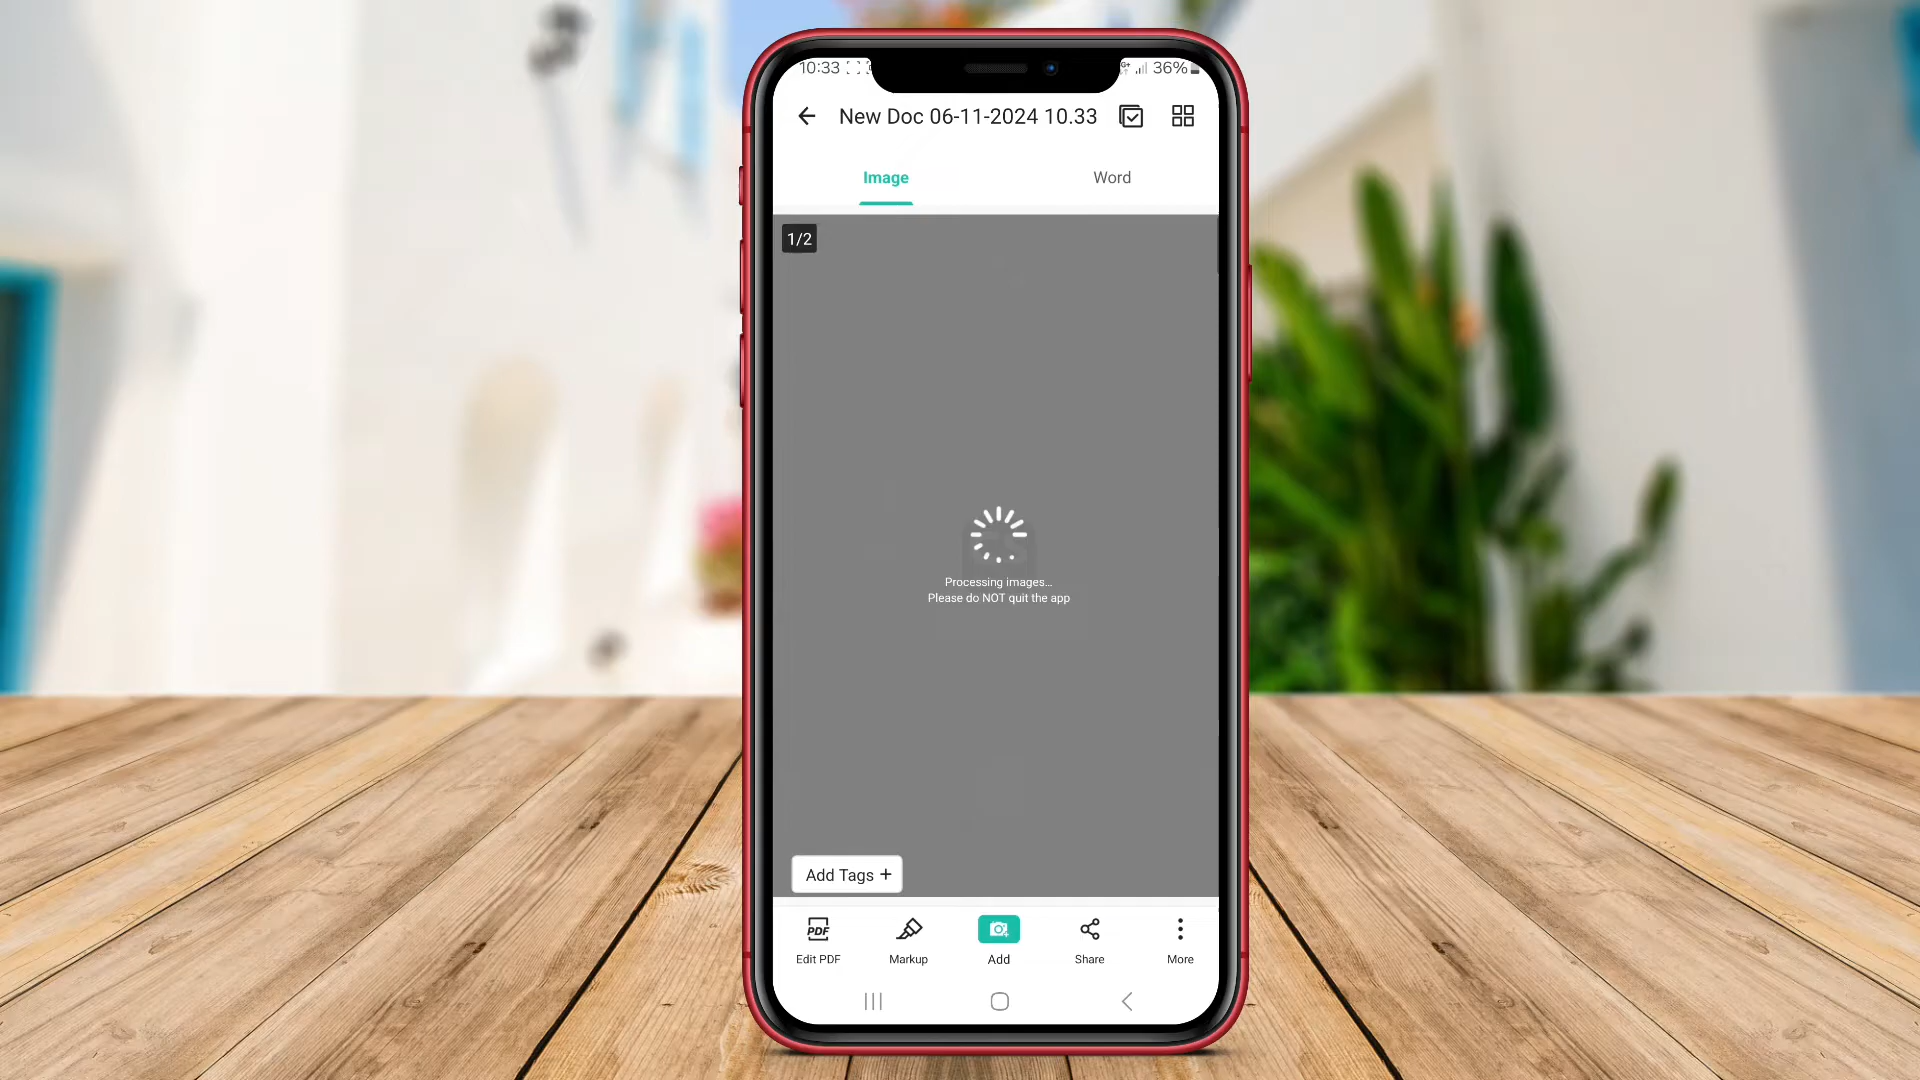 10:33 36%
New Doc 06-11-2024 10.33
Image Word
1/2
Processing images...
Please do NOT quit the app
Add Tags +
PDF
Edit PDF Markup Add Share More